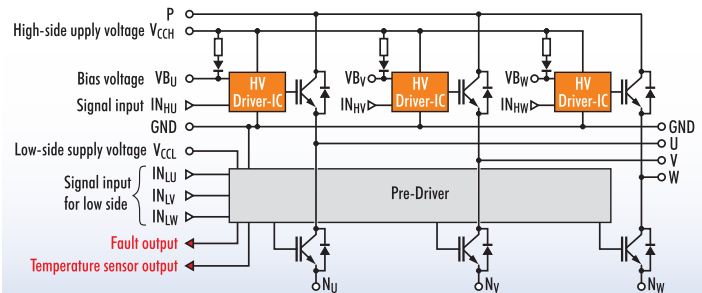 P
High-side upply voltage VCCH
Bias voltage VBU
VBV
VBW
HV Driver-IC
HV Driver-IC
HV Driver-IC
Signal input INHU
INHV
INHW
GND
GND
U
V
W
Low-side supply voltage VCCL
Signal input for low side
INLU
INLV
INLW
Pre-Driver
Fault output
Temperature sensor output
NU
NV
NW